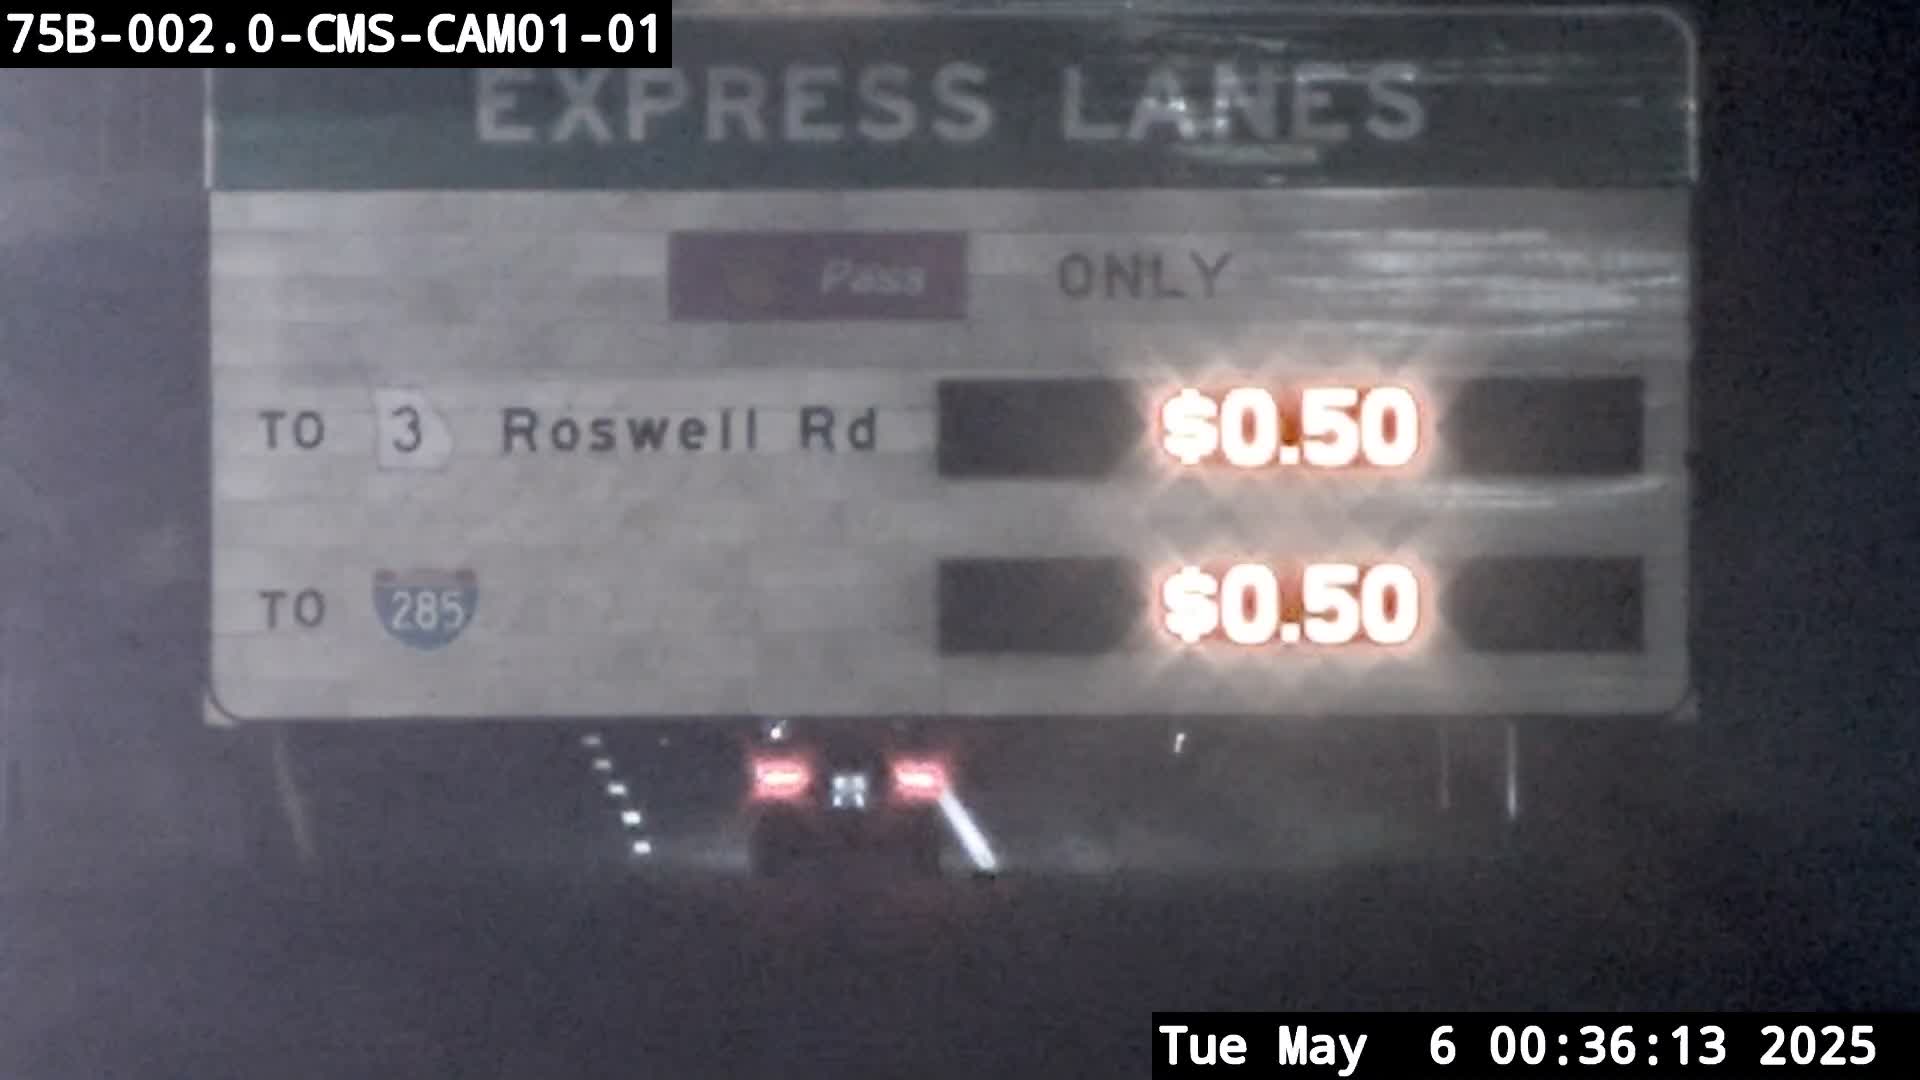 75B-002.0-CMS-CAM01-01
EXPRESS LANES
Pass ONLY
TO 3 Roswell Rd $0.50
TO 285 $0.50
Tue May 6 00:36:13 2025